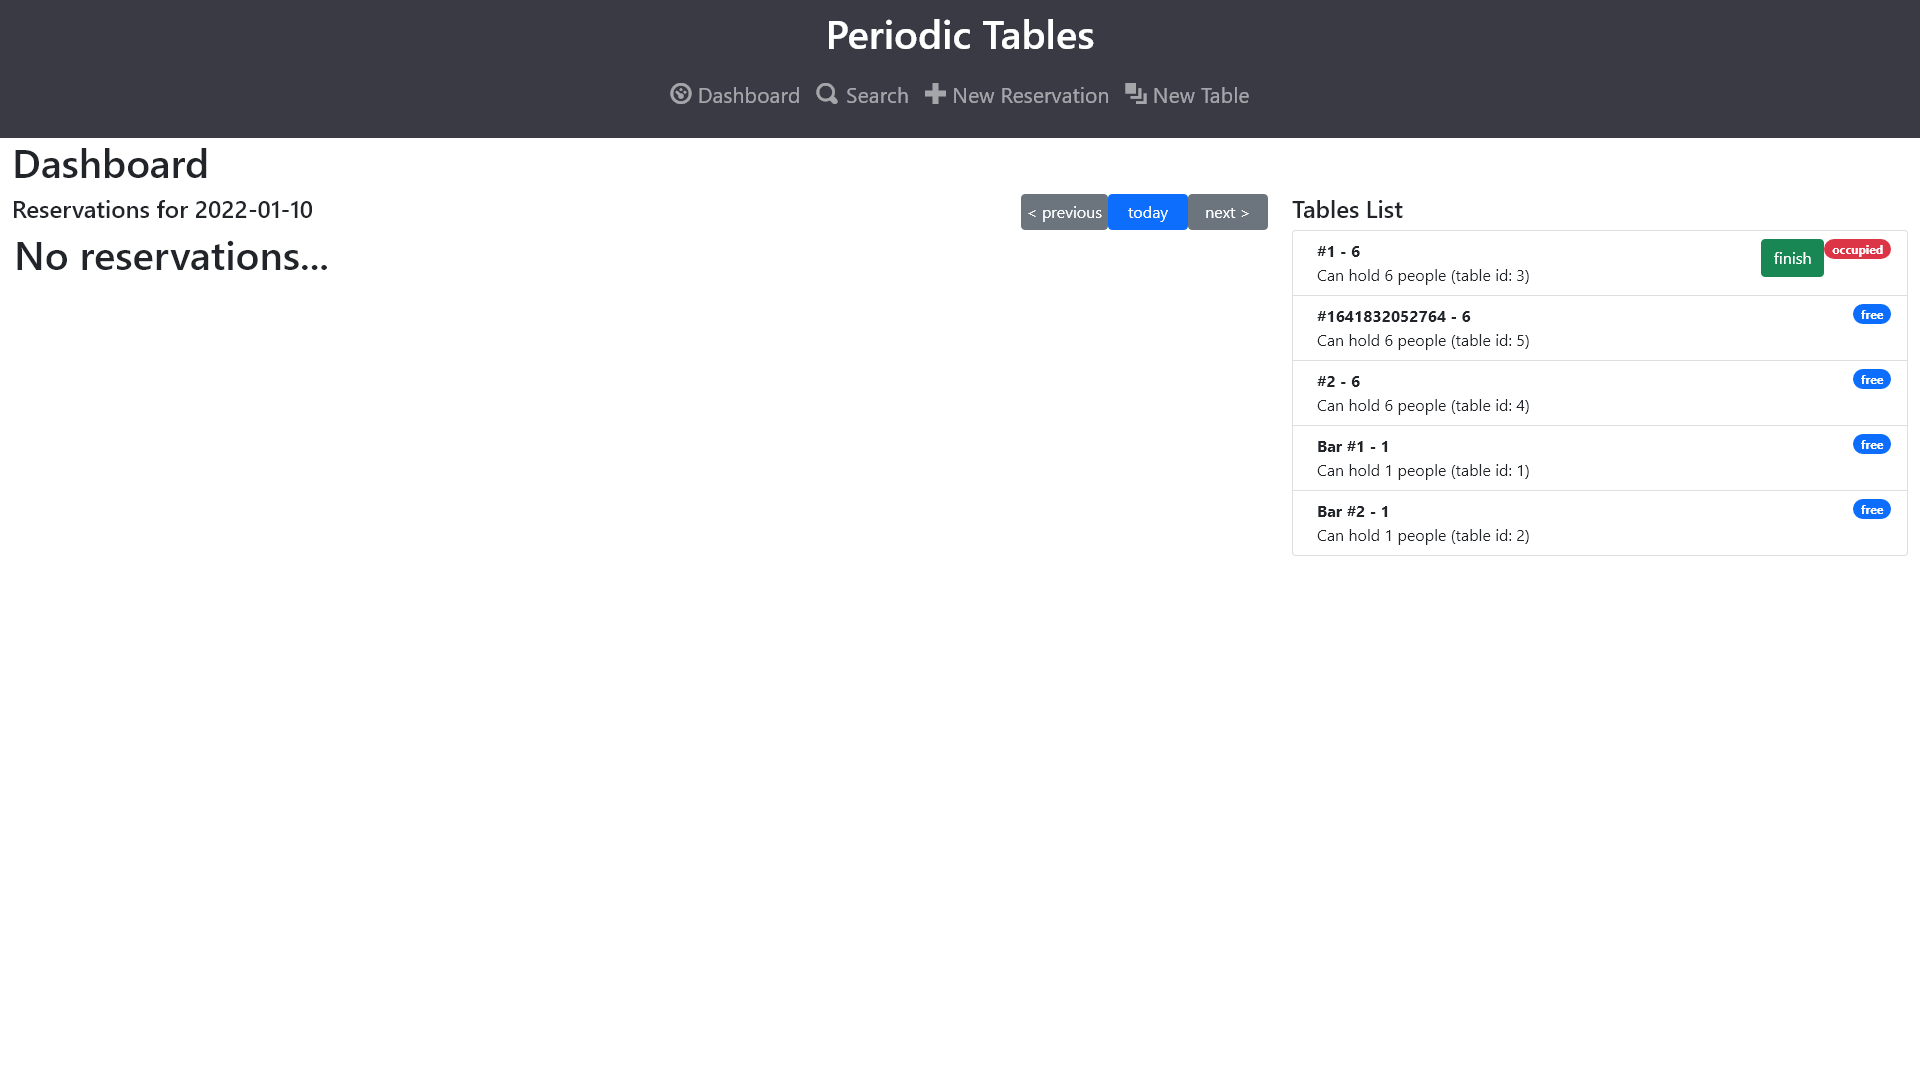 Periodic Tables
Dashboard Search New Reservation New Table
Dashboard
Reservations for 2022-01-10
< previous today next >
No reservations...
Tables List
#1 - 6
Can hold 6 people (table id: 3)
finish occupied
#1641832052764 - 6
Can hold 6 people (table id: 5)
free
#2 - 6
Can hold 6 people (table id: 4)
free
Bar #1 - 1
Can hold 1 people (table id: 1)
free
Bar #2 - 1
Can hold 1 people (table id: 2)
free